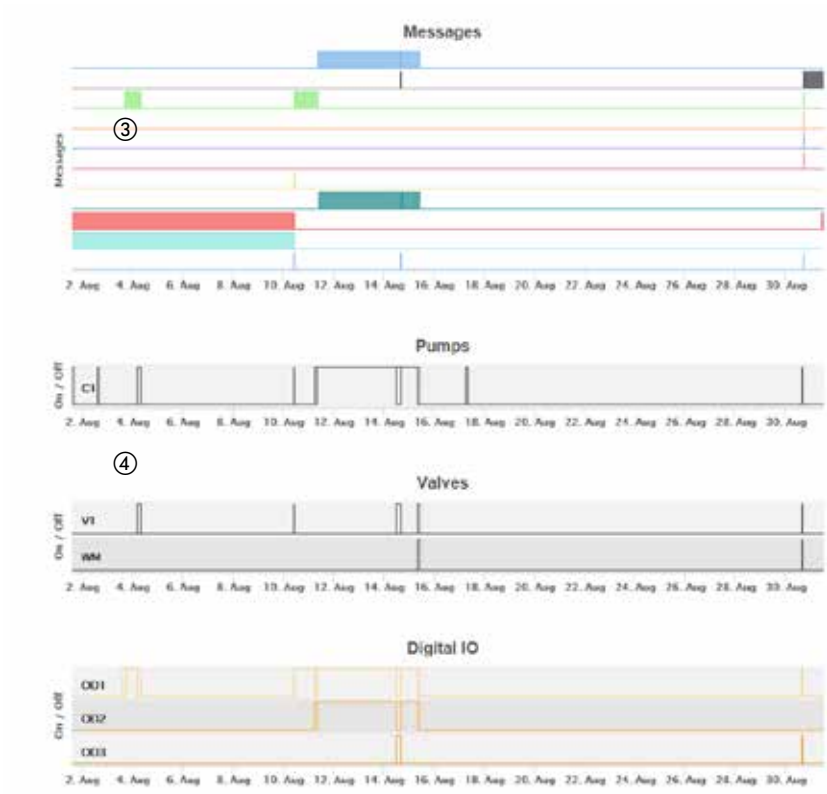 Messages
③
Messages
2. Aug 4. Aug 6. Aug 8. Aug 10. Aug 12. Aug 14. Aug 16. Aug 18. Aug 20. Aug 22. Aug 24. Aug 26. Aug 28. Aug 30. Aug
Pumps
On / Off
C1
2. Aug 4. Aug 6. Aug 8. Aug 10. Aug 12. Aug 14. Aug 16. Aug 18. Aug 20. Aug 22. Aug 24. Aug 26. Aug 28. Aug 30. Aug
④
Valves
On / Off
V1
WM
2. Aug 4. Aug 6. Aug 8. Aug 10. Aug 12. Aug 14. Aug 16. Aug 18. Aug 20. Aug 22. Aug 24. Aug 26. Aug 28. Aug 30. Aug
Digital IO
On / Off
OO1
OO2
OO3
2. Aug 4. Aug 6. Aug 8. Aug 10. Aug 12. Aug 14. Aug 16. Aug 18. Aug 20. Aug 22. Aug 24. Aug 26. Aug 28. Aug 30. Aug